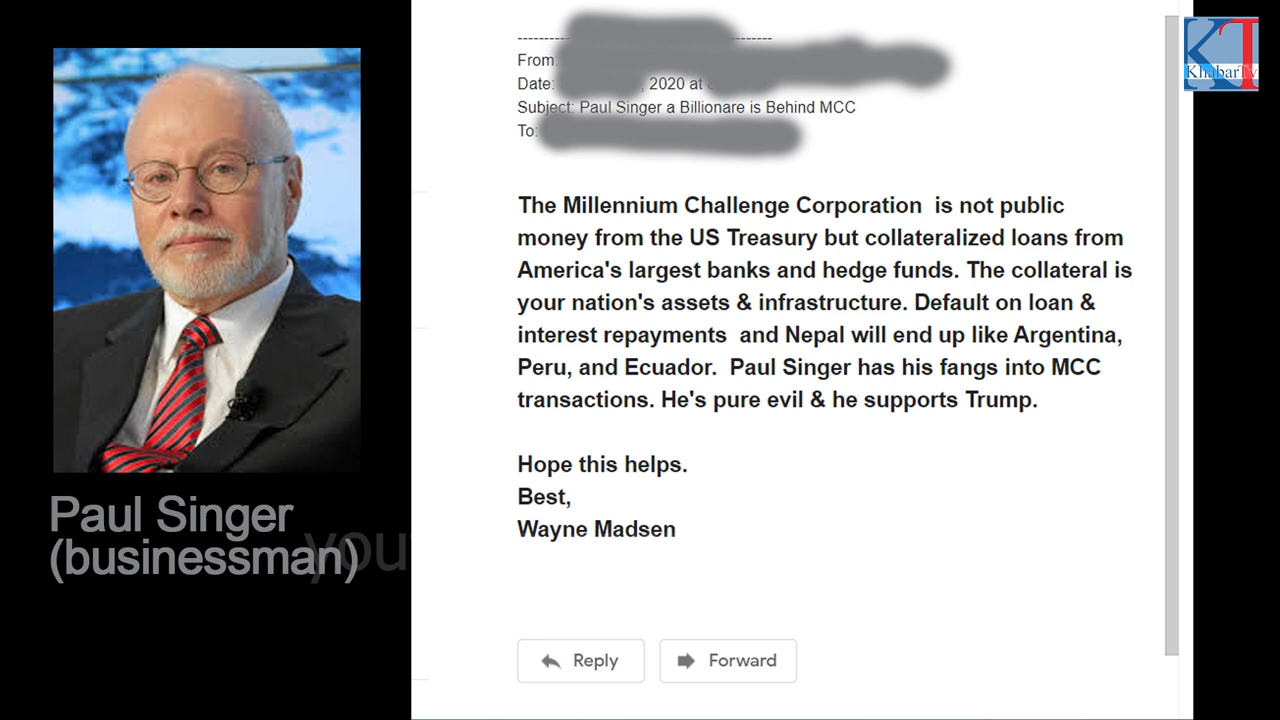 KT
KhabarTv
From:
Date: , 2020 at
Subject: Paul Singer a Billionare is Behind MCC
To:
The Millennium Challenge Corporation is not public
money from the US Treasury but collateralized loans from
America's largest banks and hedge funds. The collateral is
your nation's assets & infrastructure. Default on loan &
interest repayments and Nepal will end up like Argentina,
Peru, and Ecuador. Paul Singer has his fangs into MCC
transactions. He's pure evil & he supports Trump.
Hope this helps.
Best,
Wayne Madsen
Reply
Forward
Paul Singer
(businessman)
you